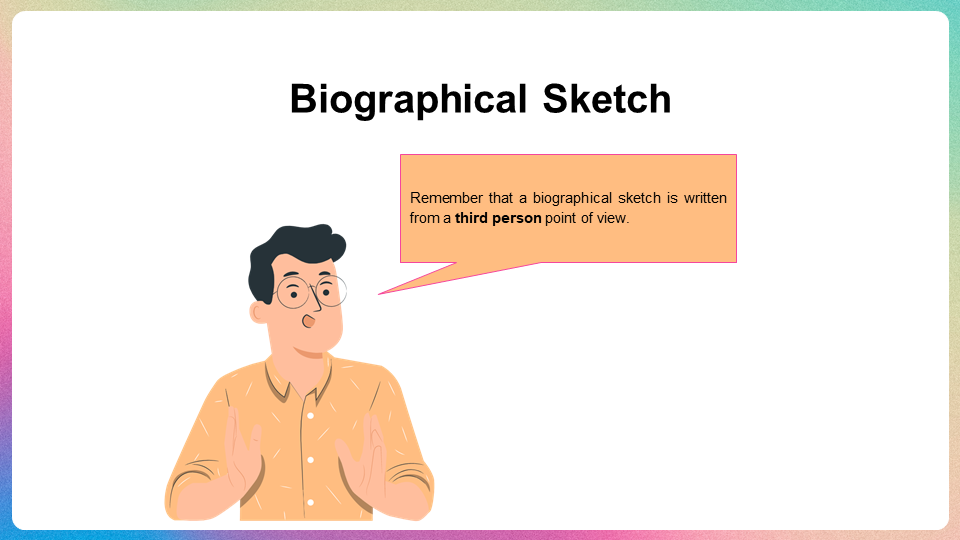 Biographical Sketch
Remember that a biographical sketch is written
from a third person point of view.